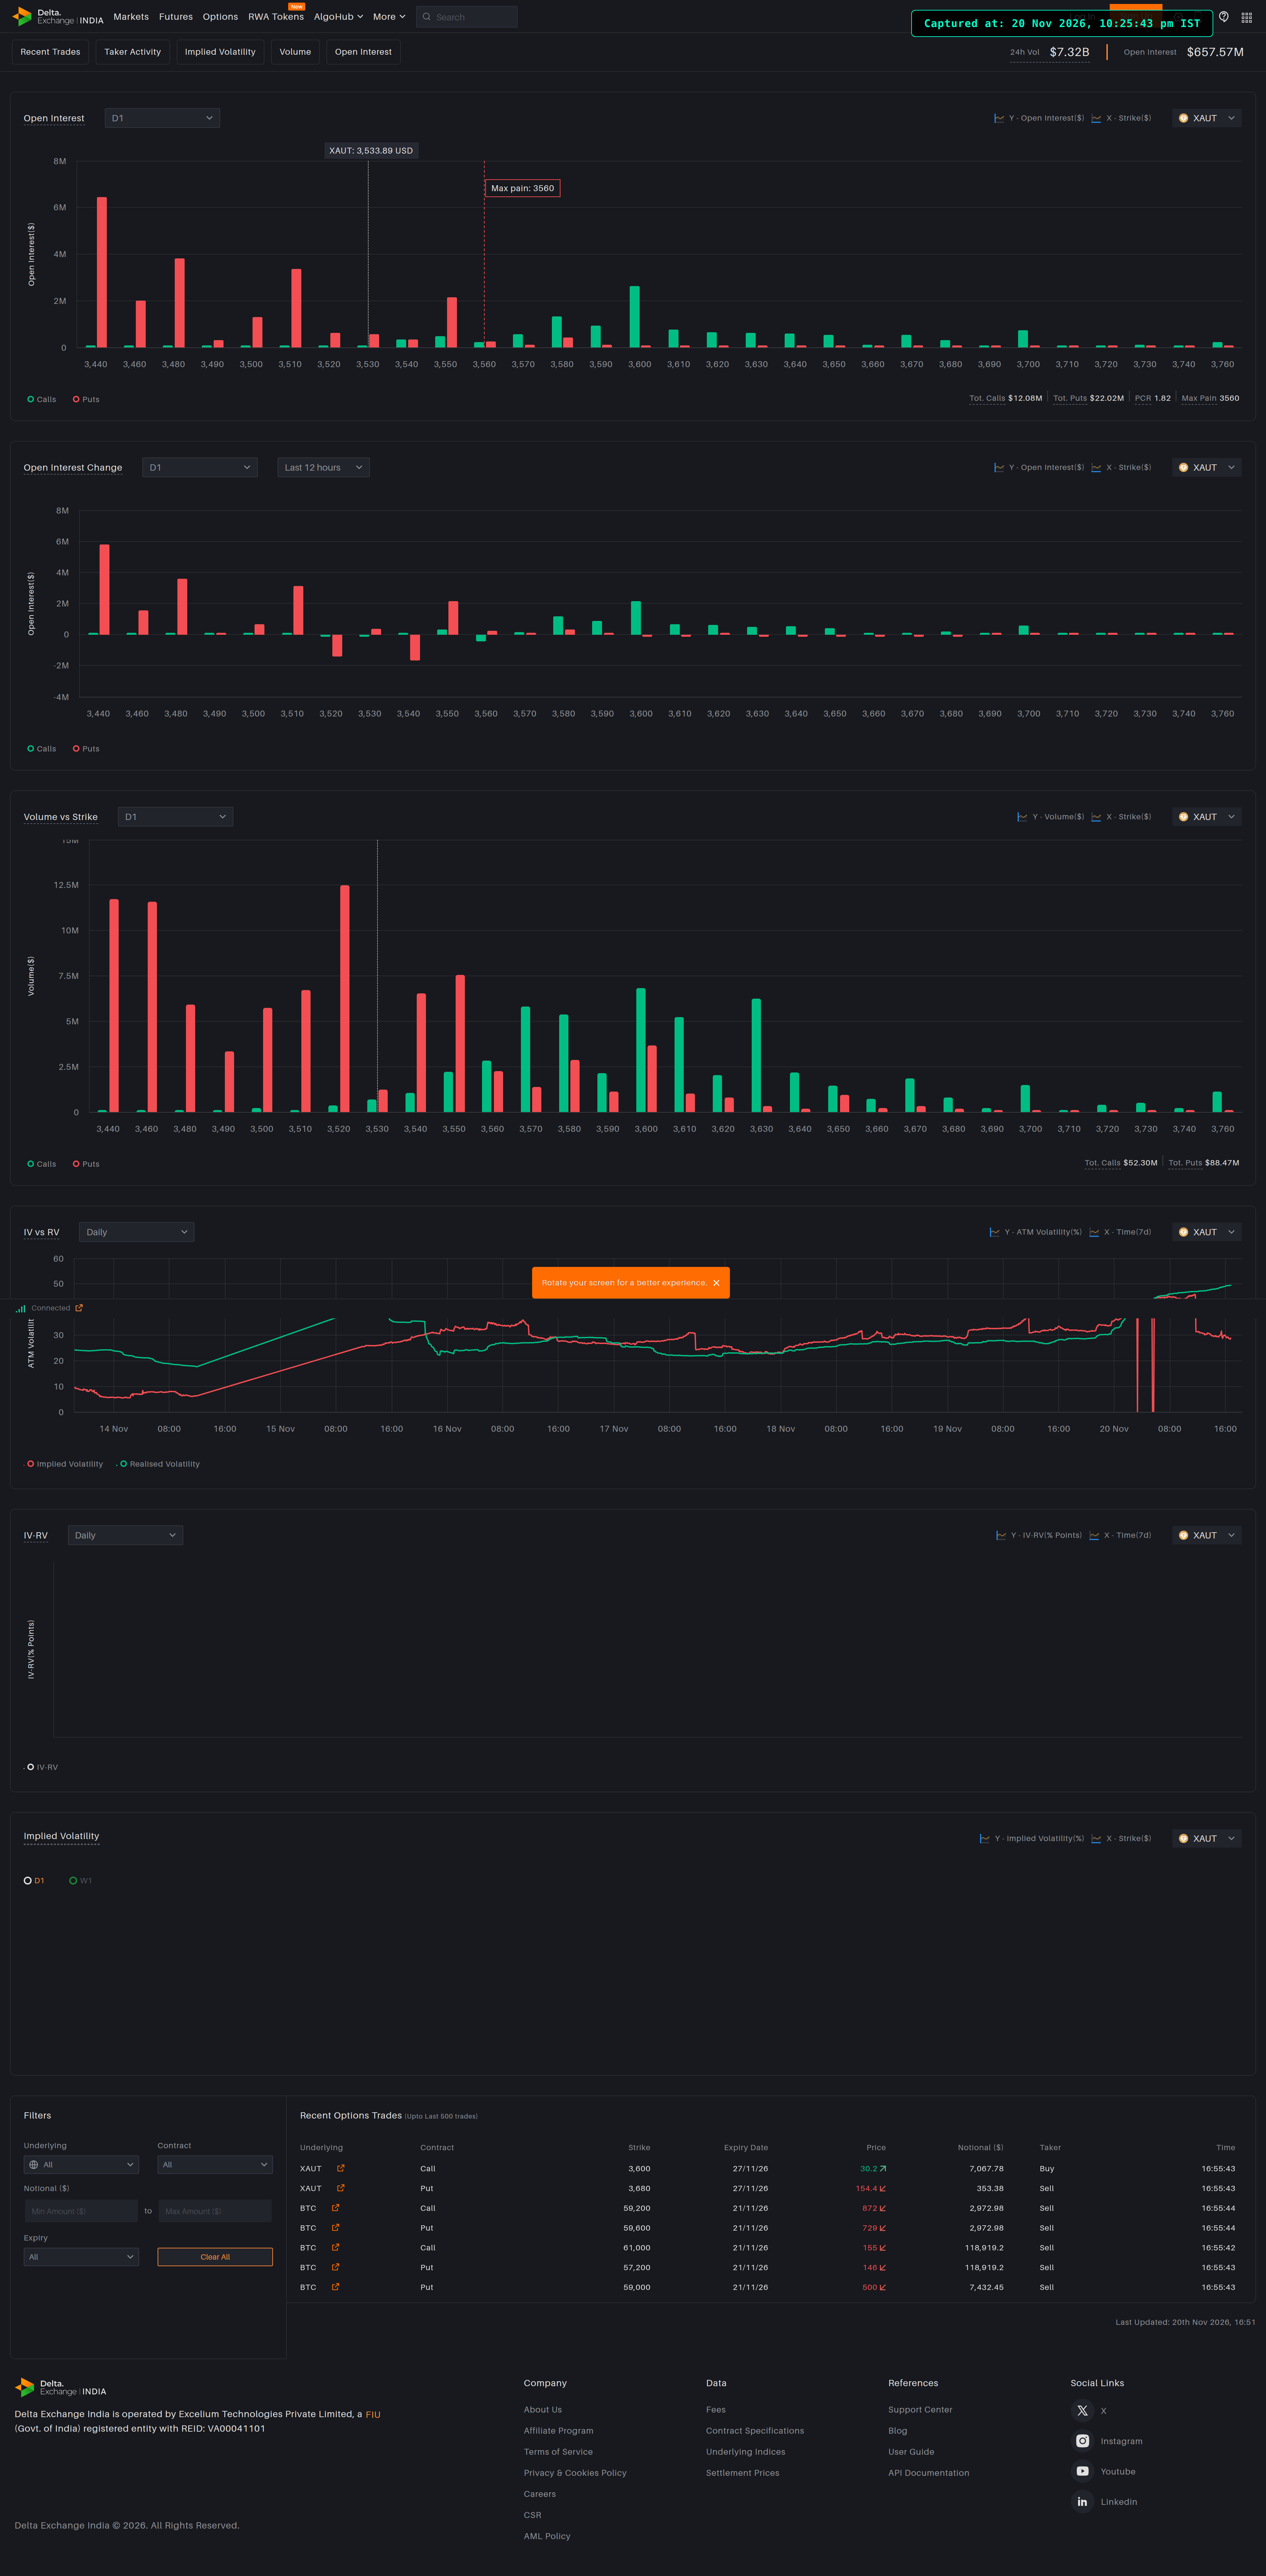 Delta. Exchange | INDIA Markets Futures Options RWA Tokens New AlgoHub More Search
Captured at: 20 Nov 2026, 10:25:43 pm IST
Recent Trades Taker Activity Implied Volatility Volume Open Interest 24h Vol $7.32B Open Interest $657.57M
Open Interest D1 Y - Open Interest($) X - Strike($) XAUT
XAUT: 3,533.89 USD
Max pain: 3560
Open Interest($)
8M
6M
4M
2M
0
3,440 3,460 3,480 3,490 3,500 3,510 3,520 3,530 3,540 3,550 3,560 3,570 3,580 3,590 3,600 3,610 3,620 3,630 3,640 3,650 3,660 3,670 3,680 3,690 3,700 3,710 3,720 3,730 3,740 3,760
Calls Puts Tot. Calls $12.08M Tot. Puts $22.02M PCR 1.82 Max Pain 3560
Open Interest Change D1 Last 12 hours Y - Open Interest($) X - Strike($) XAUT
Open Interest($)
8M
6M
4M
2M
0
-2M
-4M
3,440 3,460 3,480 3,490 3,500 3,510 3,520 3,530 3,540 3,550 3,560 3,570 3,580 3,590 3,600 3,610 3,620 3,630 3,640 3,650 3,660 3,670 3,680 3,690 3,700 3,710 3,720 3,730 3,740 3,760
Calls Puts
Volume vs Strike D1 Y - Volume($) X - Strike($) XAUT
Volume($)
15M
12.5M
10M
7.5M
5M
2.5M
0
3,440 3,460 3,480 3,490 3,500 3,510 3,520 3,530 3,540 3,550 3,560 3,570 3,580 3,590 3,600 3,610 3,620 3,630 3,640 3,650 3,660 3,670 3,680 3,690 3,700 3,710 3,720 3,730 3,740 3,760
Calls Puts Tot. Calls $52.30M Tot. Puts $88.47M
IV vs RV Daily Y - ATM Volatility(%) X - Time(7d) XAUT
60
50
Rotate your screen for a better experience.
Connected
ATM Volatilit
30
20
10
0
14 Nov 08:00 16:00 15 Nov 08:00 16:00 16 Nov 08:00 16:00 17 Nov 08:00 16:00 18 Nov 08:00 16:00 19 Nov 08:00 16:00 20 Nov 08:00 16:00
Implied Volatility Realised Volatility
IV-RV Daily Y - IV-RV(% Points) X - Time(7d) XAUT
IV-RV(% Points)
IV-RV
Implied Volatility Y - Implied Volatility(%) X - Strike($) XAUT
D1 W1
Filters
Underlying Contract
All All
Notional ($)
Min Amount ($) to Max Amount ($)
Expiry
All Clear All
Recent Options Trades (Upto Last 500 trades)
Underlying Contract Strike Expiry Date Price Notional ($) Taker Time
XAUT Call 3,600 27/11/26 30.2 7,067.78 Buy 16:55:43
XAUT Put 3,680 27/11/26 154.4 353.38 Sell 16:55:43
BTC Call 59,200 21/11/26 872 2,972.98 Sell 16:55:44
BTC Put 59,600 21/11/26 729 2,972.98 Sell 16:55:44
BTC Call 61,000 21/11/26 155 118,919.2 Sell 16:55:42
BTC Put 57,200 21/11/26 146 118,919.2 Sell 16:55:43
BTC Put 59,000 21/11/26 500 7,432.45 Sell 16:55:43
Last Updated: 20th Nov 2026, 16:51
Delta. Exchange | INDIA
Delta Exchange India is operated by Excelium Technologies Private Limited, a FIU
(Govt. of India) registered entity with REID: VA00041101
Delta Exchange India © 2026. All Rights Reserved.
Company
About Us
Affiliate Program
Terms of Service
Privacy & Cookies Policy
Careers
CSR
AML Policy
Data
Fees
Contract Specifications
Underlying Indices
Settlement Prices
References
Support Center
Blog
User Guide
API Documentation
Social Links
X
Instagram
Youtube
Linkedin